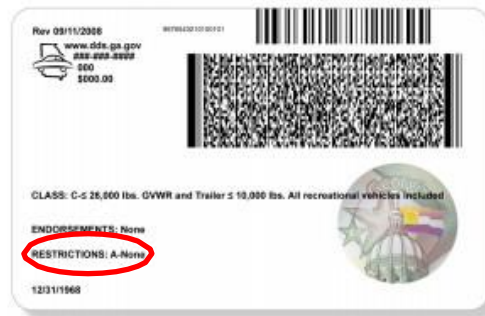 Rev 09/11/2008
www.dds.ga.gov
###-###-####
000
$000.00
CLASS: C-≤ 26,000 lbs. GVWR and Trailer ≤ 10,000 lbs. All recreational vehicles included
ENDORSEMENTS: None
RESTRICTIONS: A-None
12/31/1968